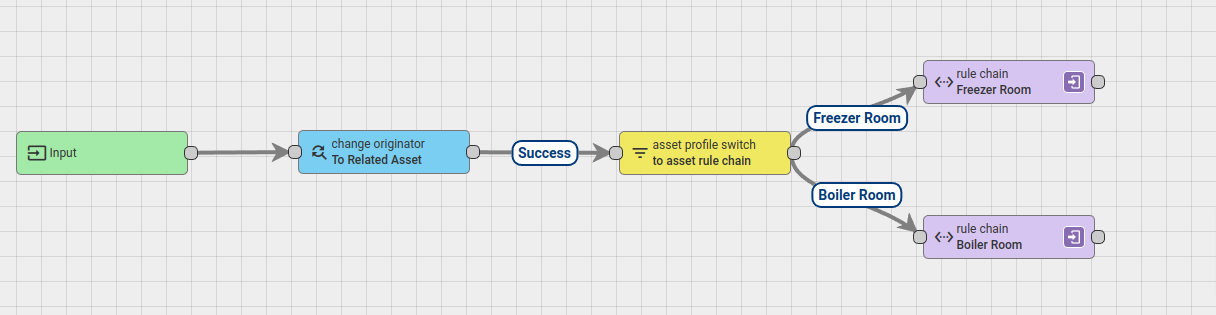 Input
change originator
To Related Asset
Success
asset profile switch
to asset rule chain
Freezer Room
rule chain
Freezer Room
Boiler Room
rule chain
Boiler Room